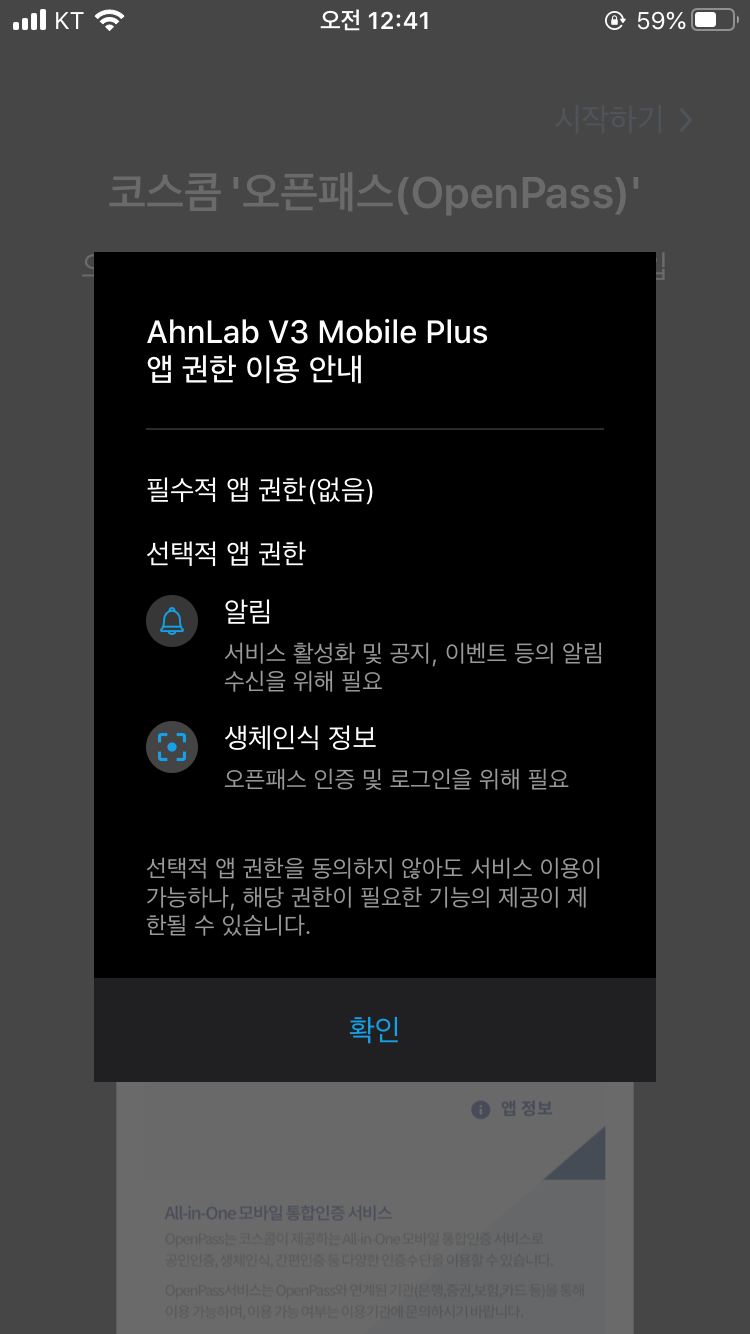 KT
오전 12:41
59%
시작하기
코스콤 '오픈패스(OpenPass)'
AhnLab V3 Mobile Plus
앱 권한 이용 안내
필수적 앱 권한(없음)
선택적 앱 권한
알림
서비스 활성화 및 공지, 이벤트 등의 알림
수신을 위해 필요
생체인식 정보
오픈패스 인증 및 로그인을 위해 필요
선택적 앱 권한을 동의하지 않아도 서비스 이용이
가능하나, 해당 권한이 필요한 기능의 제공이 제
한될 수 있습니다.
확인
앱 정보
All-in-One 모바일 통합인증 서비스
OpenPass는 코스콤이 제공하는 All-in-One 모바일 통합인증 서비스로
공인인증, 생체인식, 간편인증 등 다양한 인증수단을 이용할 수 있습니다.
OpenPass서비스는 OpenPass와 연계된 기관(은행,증권,보험,카드 등)을 통해
이용 가능하며, 이용 가능 여부는 이용기관에 문의하시기 바랍니다.